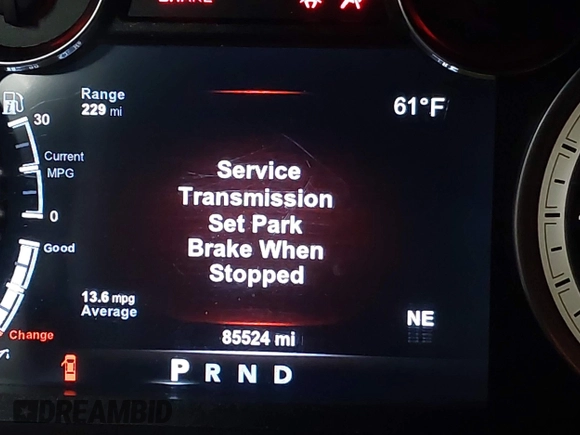 BRAKE
Range
229 mi
61°F
30
Current
MPG
0
Service
Transmission
Set Park
Brake When
Stopped
Good
13.6 mpg
Average
Change
NE
85524 mi
P R N D
DREAMBID